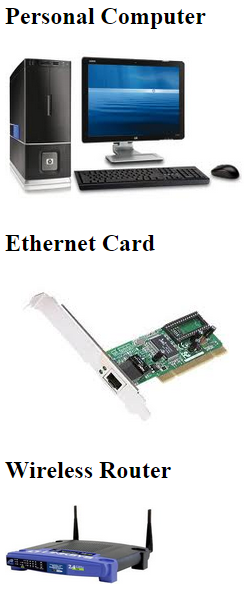 Personal Computer
Ethernet Card
Wireless Router